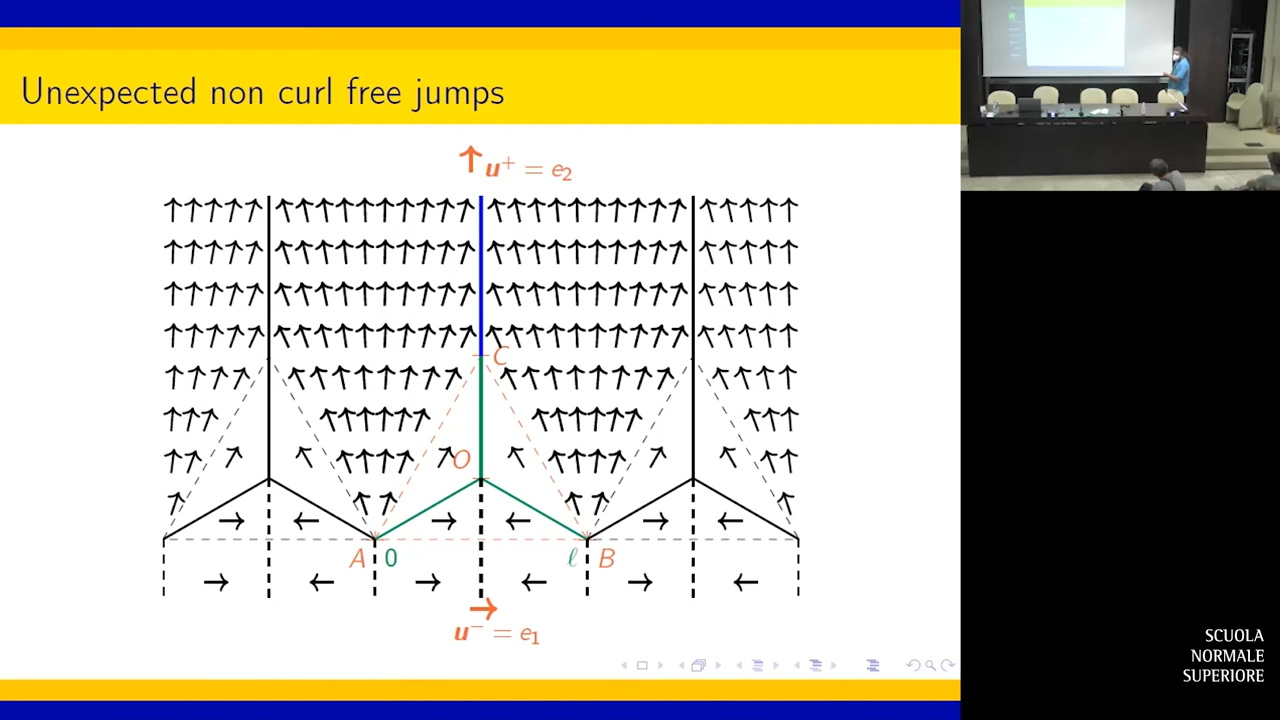 Unexpected non curl free jumps
u⁺ = e₂
C
O
A 0 ℓ B
u⁻ = e₁
SCUOLA
NORMALE
SUPERIORE